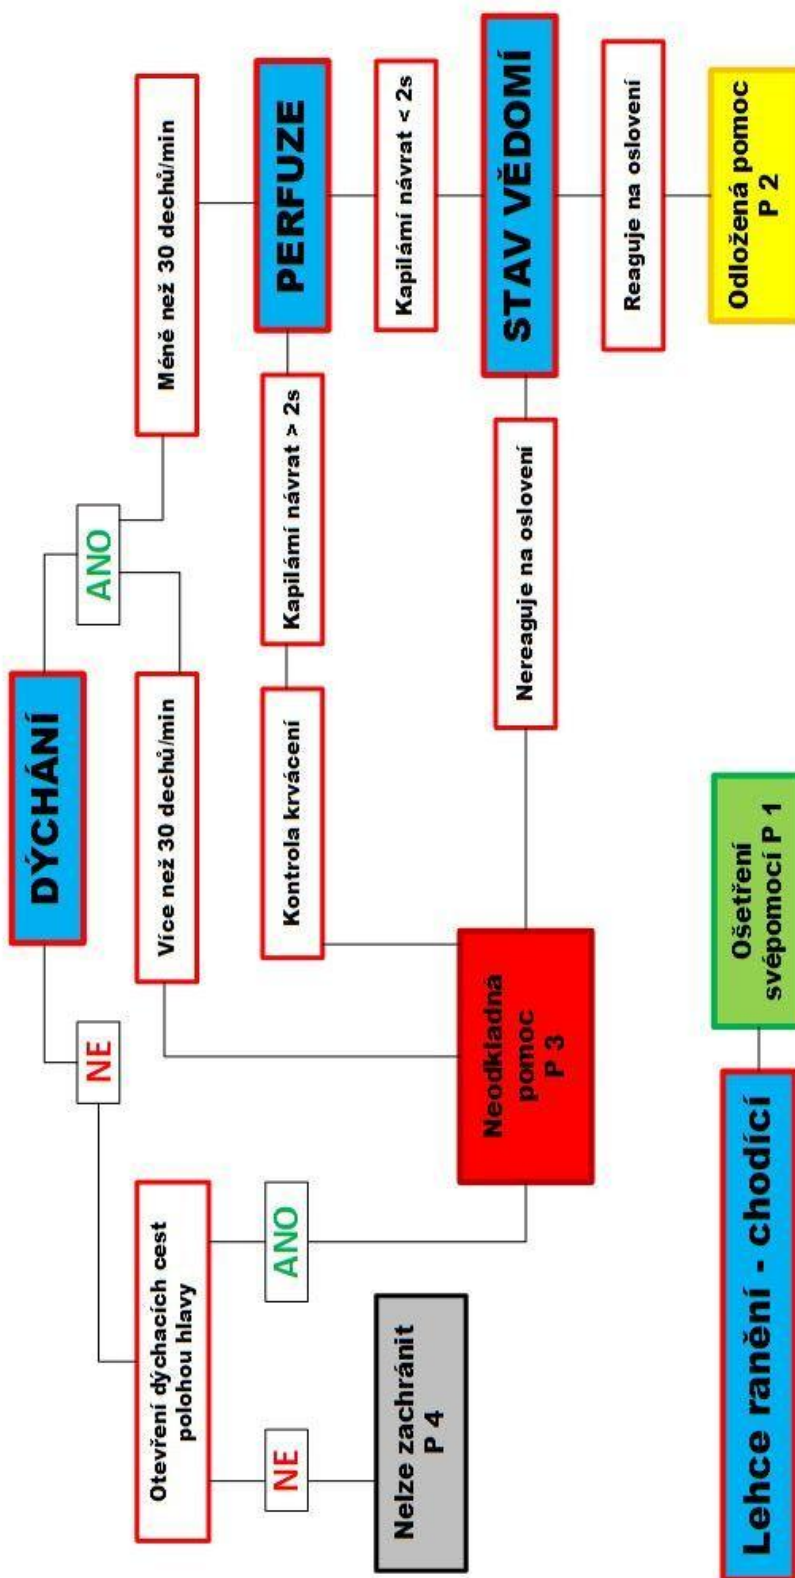 DÝCHÁNÍ
NE
ANO
Otevření dýchacích cest
polohou hlavy
Více než 30 dechů/min
Méně než 30 dechů/min
NE
ANO
Kontrola krvácení
Kapilární návrat > 2s
PERFUZE
Nelze zachránit
P 4
Kapilární návrat < 2s
Neodkladná
pomoc
P 3
Nereaguje na oslovení
STAV VĚDOMÍ
Reaguje na oslovení
Lehce ranění - chodící
Ošetření
svépomocí P 1
Odložená pomoc
P 2